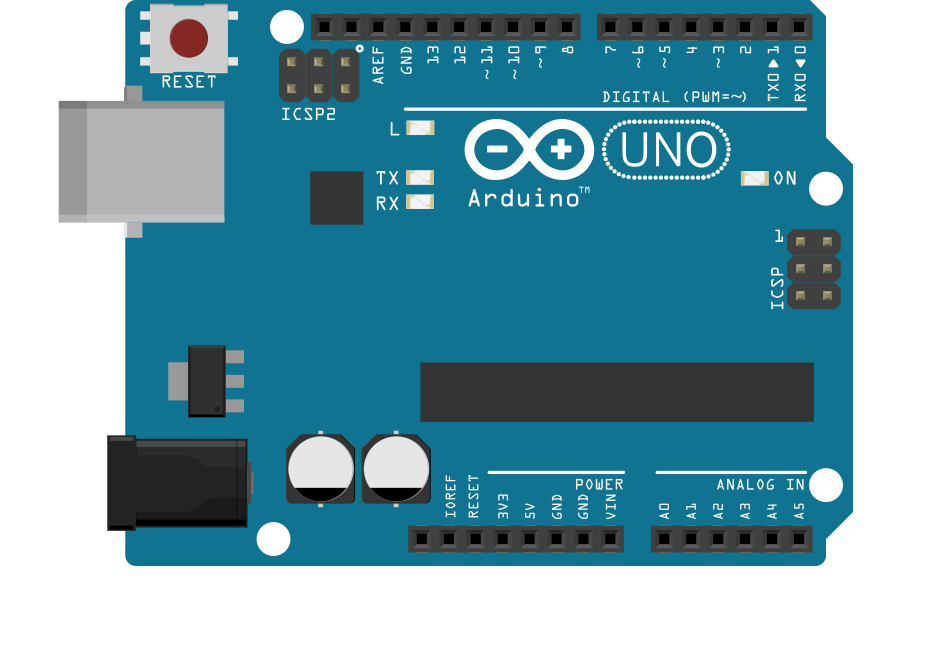 RESET
ICSP2
AREF
GND
13
12
~11
~10
~9
8
7
~6
~5
4
~3
2
TX0▶1
RX0◀0
DIGITAL (PWM=~)
L
TX
RX
Arduino™
UNO
ON
1
ICSP
IOREF
RESET
3V3
5V
GND
GND
VIN
POWER
A0
A1
A2
A3
A4
A5
ANALOG IN